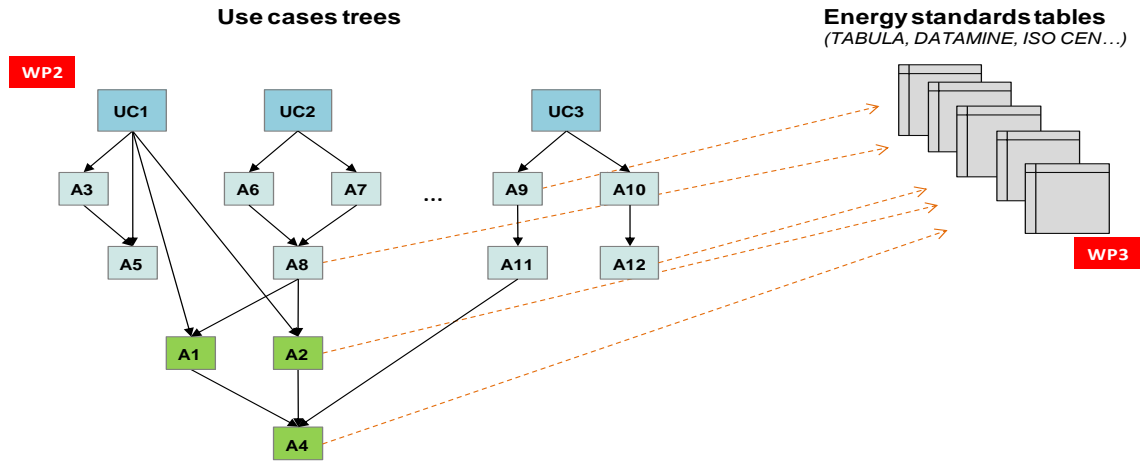 Use cases trees
Energy standards tables
(TABULA, DATAMINE, ISO CEN…)
WP2
UC1
UC2
UC3
A3
A6
A7
...
A9
A10
A5
A8
A11
A12
WP3
A1
A2
A4